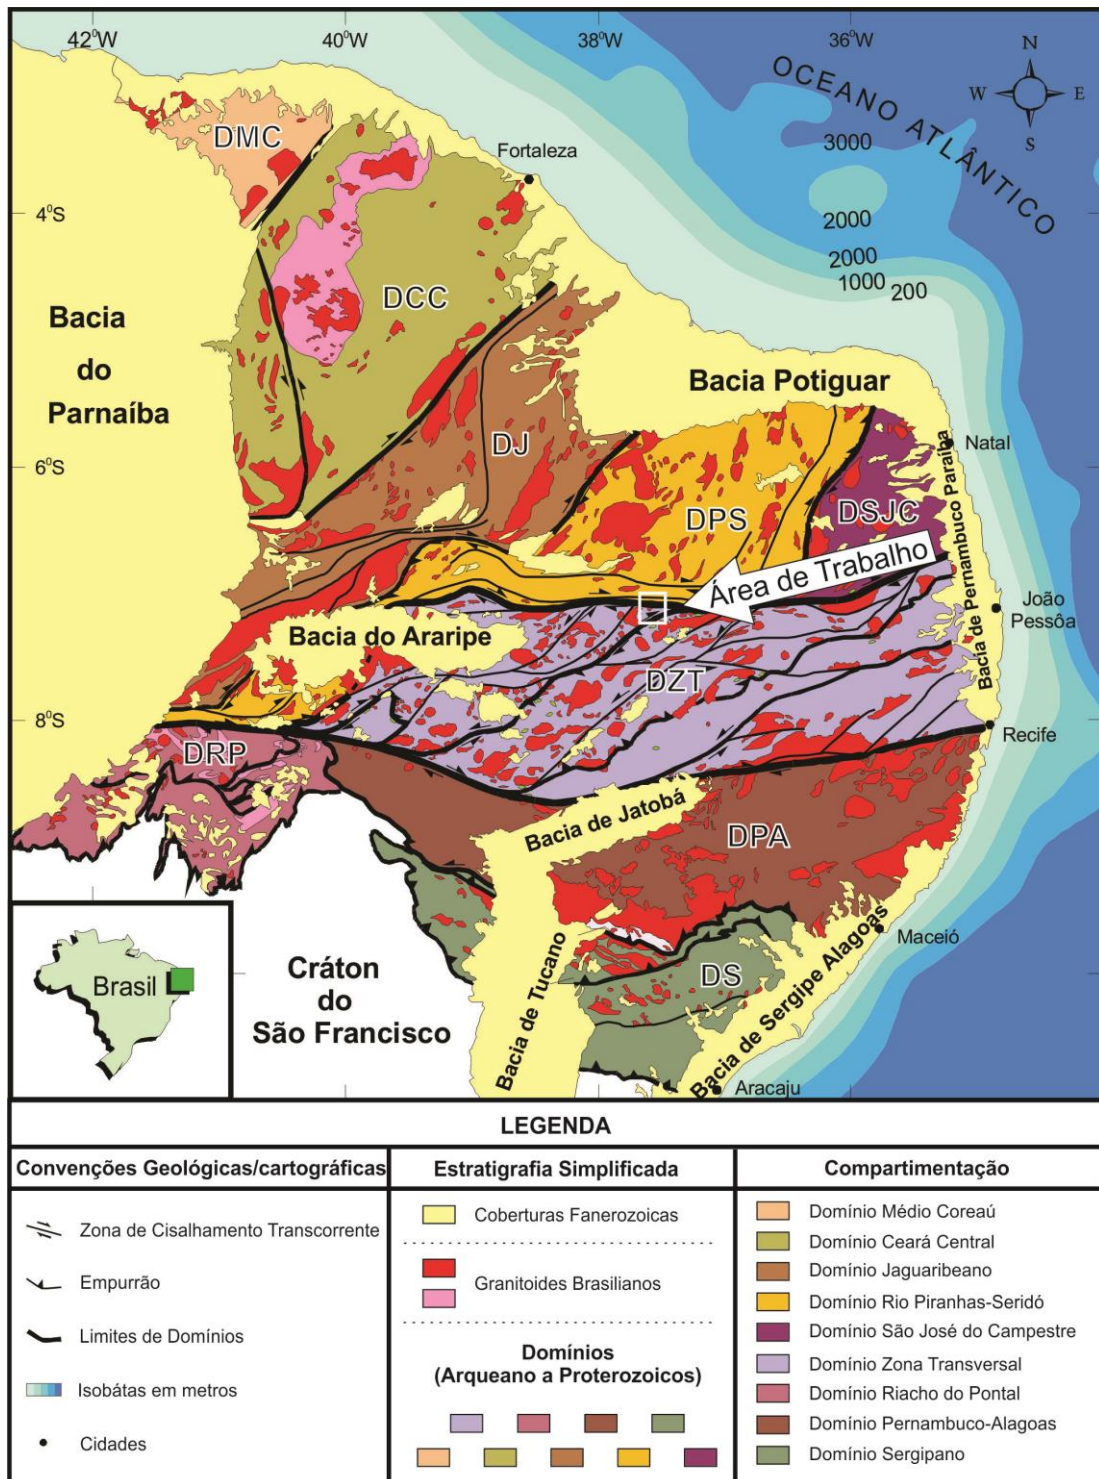 42°W
40°W
38°W
36°W
OCEANO ATLÂNTICO
N
W
E
S
DMC
Fortaleza
3000
4°S
2000
2000
1000
200
DCC
Bacia
do
Parnaíba
Bacia Potiguar
DJ
6°S
Natal
DPS
DSJC
Bacia de Pernambuco Paraíba
Área de Trabalho
João
Pessôa
Bacia do Araripe
DZT
8°S
Recife
DRP
Bacia de Jatobá
DPA
Maceió
Brasil
Cráton
do
São Francisco
Bacia de Tucano
DS
Bacia de Sergipe Alagoas
Aracaju
LEGENDA
Convenções Geológicas/cartográficas
Zona de Cisalhamento Transcorrente
Empurrão
Limites de Domínios
Isobátas em metros
Cidades
Estratigrafia Simplificada
Coberturas Fanerozoicas
Granitoides Brasilianos
Domínios
(Arqueano a Proterozoicos)
Compartimentação
Domínio Médio Coreaú
Domínio Ceará Central
Domínio Jaguaribeano
Domínio Rio Piranhas-Seridó
Domínio São José do Campestre
Domínio Zona Transversal
Domínio Riacho do Pontal
Domínio Pernambuco-Alagoas
Domínio Sergipano